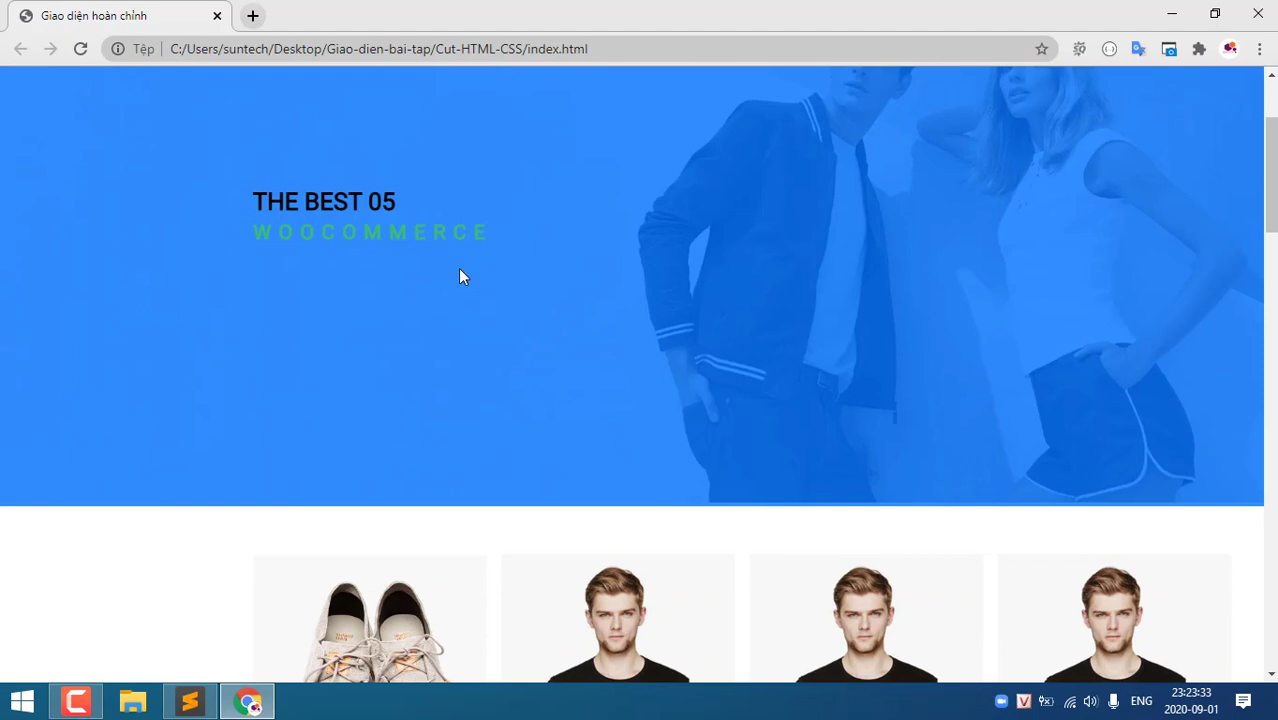 Giao diện hoàn chỉnh
Tệp C:/Users/suntech/Desktop/Giao-dien-bai-tap/Cut-HTML-CSS/index.html
THE BEST 05
WOOCOMMERCE
ENG
23:23:33
2020-09-01